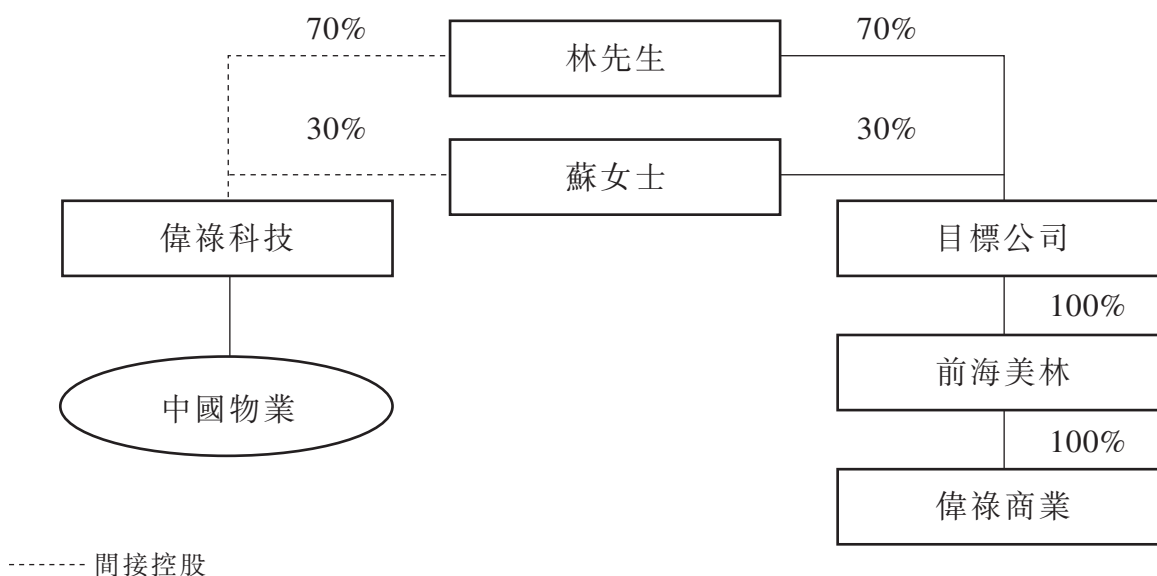 70%
林先生
70%
30%
蘇女士
30%
偉祿科技
目標公司
100%
中國物業
前海美林
100%
偉祿商業
間接控股